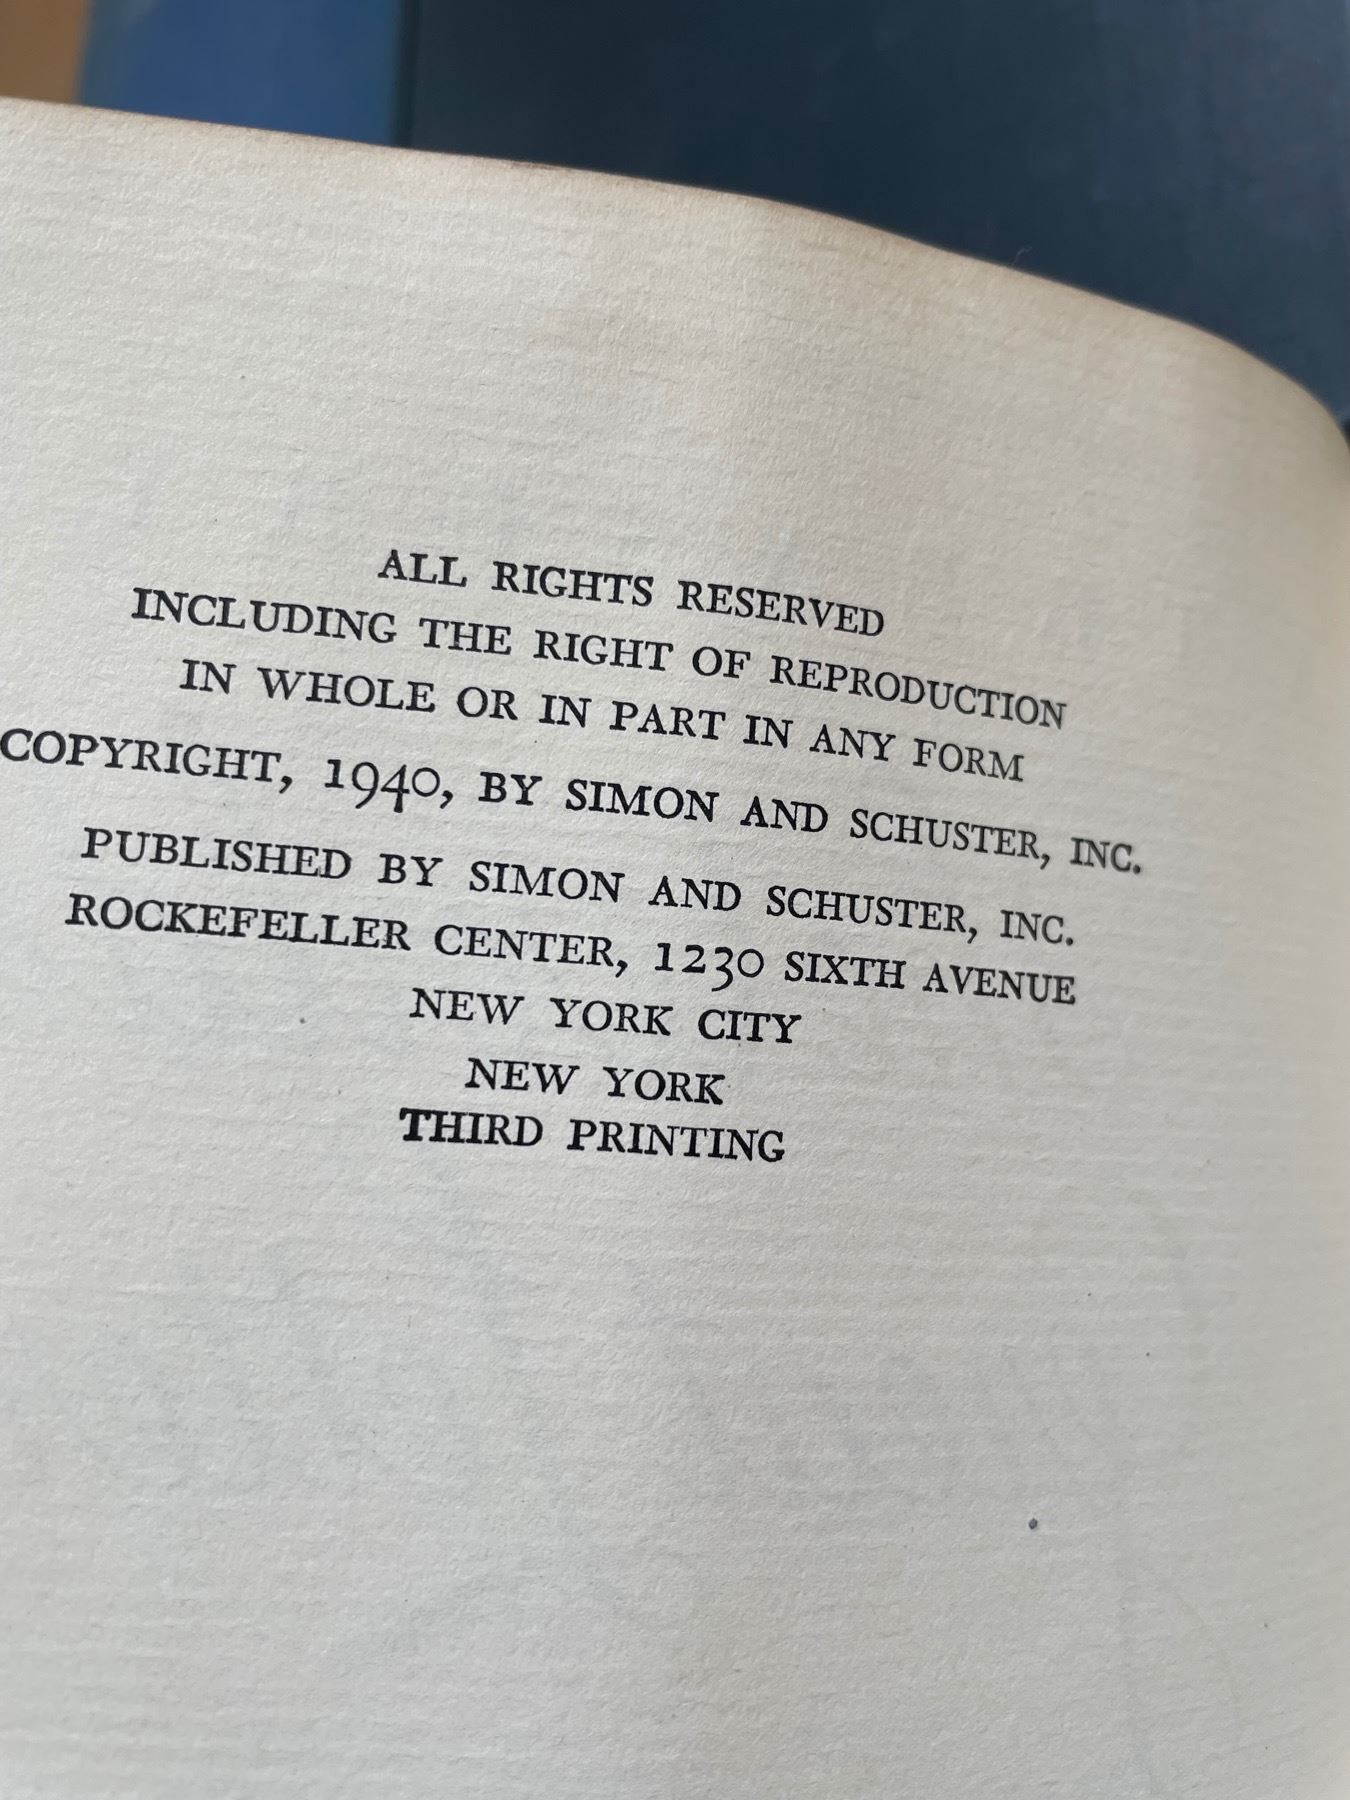 ALL RIGHTS RESERVED
INCLUDING THE RIGHT OF REPRODUCTION
IN WHOLE OR IN PART IN ANY FORM
COPYRIGHT, 1940, BY SIMON AND SCHUSTER, INC.
PUBLISHED BY SIMON AND SCHUSTER, INC.
ROCKEFELLER CENTER, 1230 SIXTH AVENUE
NEW YORK CITY
NEW YORK
THIRD PRINTING